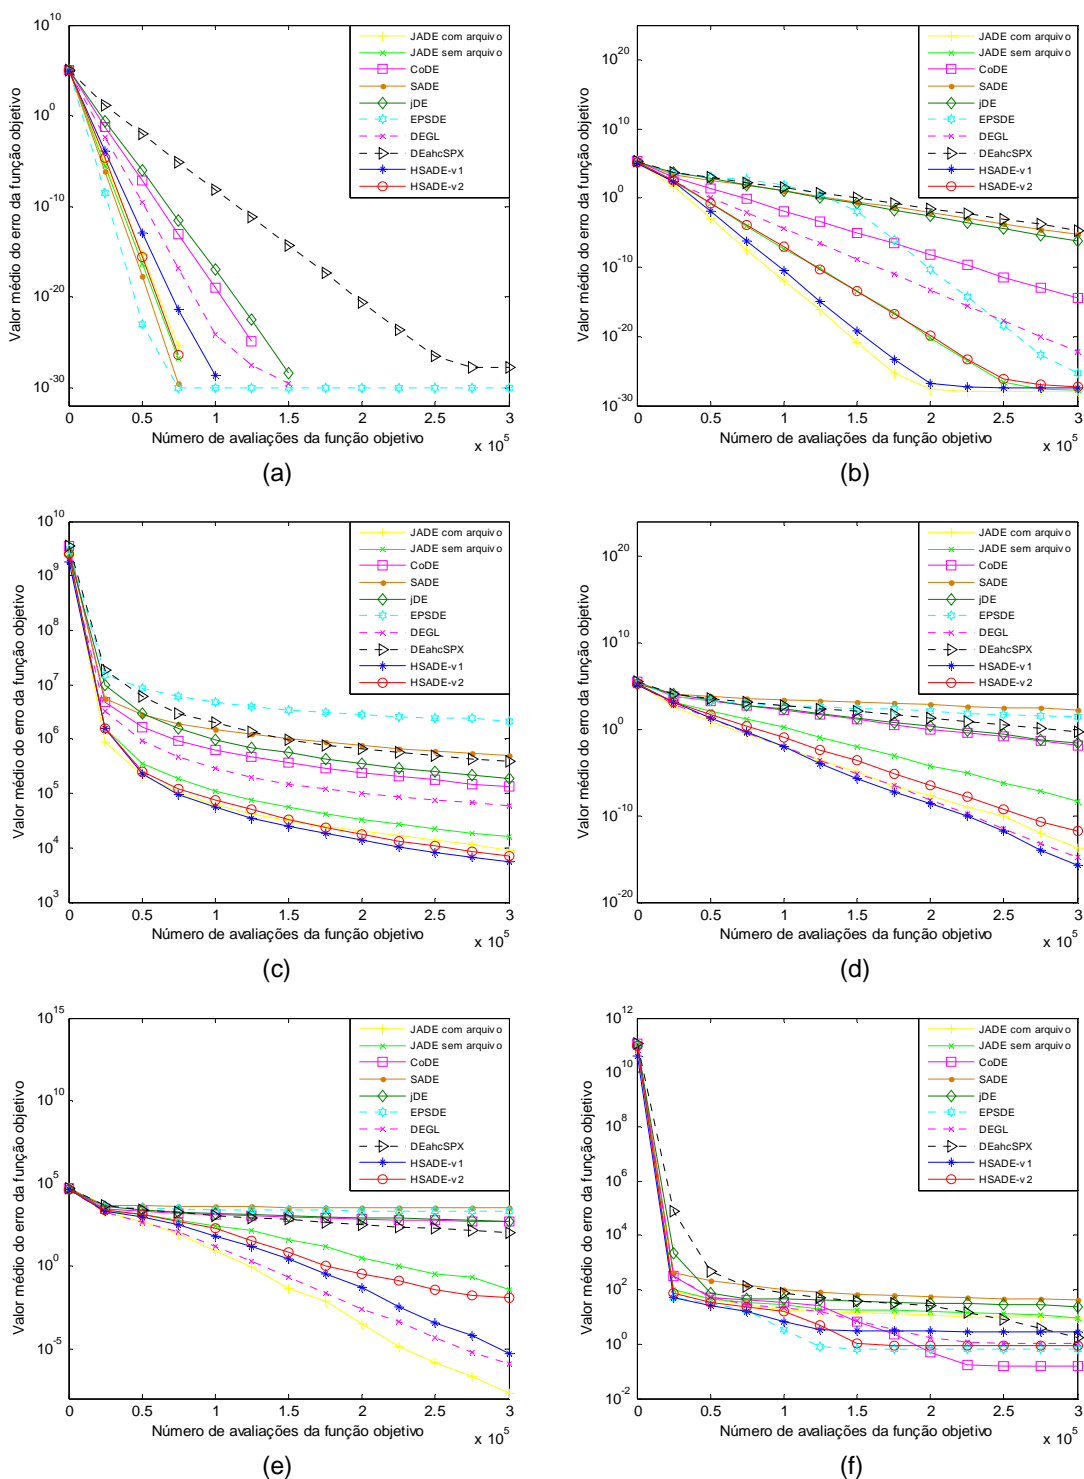 10^10
10^0
10^-10
10^-20
10^-30
0
0.5
1
1.5
2
2.5
3
x 10^5
Número de avaliações da função objetivo
Valor médio do erro da função objetivo
JADE com arquivo
JADE sem arquivo
CoDE
SADE
jDE
EPSDE
DEGL
DEahcSPX
HSADE-v1
HSADE-v2
(a)
10^20
10^10
10^0
10^-10
10^-20
10^-30
0
0.5
1
1.5
2
2.5
3
x 10^5
Número de avaliações da função objetivo
Valor médio do erro da função objetivo
JADE com arquivo
JADE sem arquivo
CoDE
SADE
jDE
EPSDE
DEGL
DEahcSPX
HSADE-v1
HSADE-v2
(b)
10^10
10^9
10^8
10^7
10^6
10^5
10^4
10^3
0
0.5
1
1.5
2
2.5
3
x 10^5
Número de avaliações da função objetivo
Valor médio do erro da função objetivo
JADE com arquivo
JADE sem arquivo
CoDE
SADE
jDE
EPSDE
DEGL
DEahcSPX
HSADE-v1
HSADE-v2
(c)
10^20
10^10
10^0
10^-10
10^-20
0
0.5
1
1.5
2
2.5
3
x 10^5
Número de avaliações da função objetivo
Valor médio do erro da função objetivo
JADE com arquivo
JADE sem arquivo
CoDE
SADE
jDE
EPSDE
DEGL
DEahcSPX
HSADE-v1
HSADE-v2
(d)
10^15
10^10
10^5
10^0
10^-5
0
0.5
1
1.5
2
2.5
3
x 10^5
Número de avaliações da função objetivo
Valor médio do erro da função objetivo
JADE com arquivo
JADE sem arquivo
CoDE
SADE
jDE
EPSDE
DEGL
DEahcSPX
HSADE-v1
HSADE-v2
(e)
10^12
10^10
10^8
10^6
10^4
10^2
10^0
10^-2
0
0.5
1
1.5
2
2.5
3
x 10^5
Número de avaliações da função objetivo
Valor médio do erro da função objetivo
JADE com arquivo
JADE sem arquivo
CoDE
SADE
jDE
EPSDE
DEGL
DEahcSPX
HSADE-v1
HSADE-v2
(f)